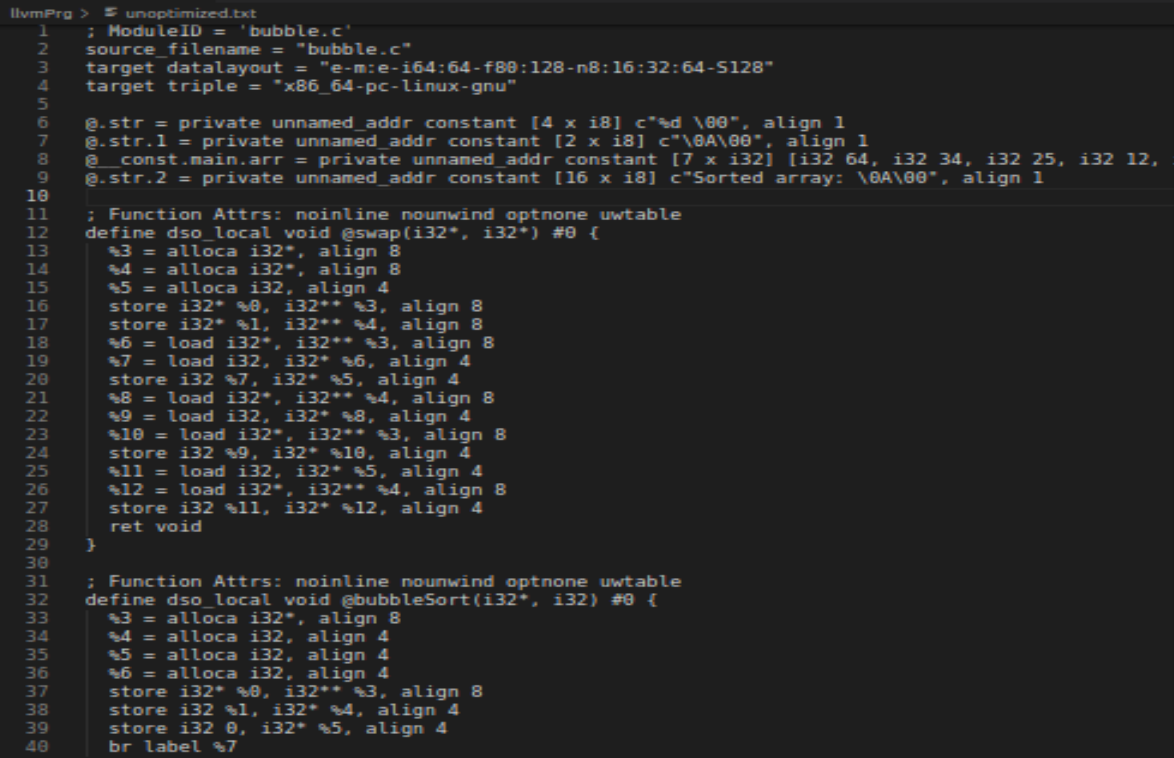 llvmPrg > unoptimized.txt
1 ; ModuleID = 'bubble.c'
2 source_filename = "bubble.c"
3 target datalayout = "e-m:e-i64:64-f80:128-n8:16:32:64-S128"
4 target triple = "x86_64-pc-linux-gnu"
5
6 @.str = private unnamed_addr constant [4 x i8] c"%d \00", align 1
7 @.str.1 = private unnamed_addr constant [2 x i8] c"\0A\00", align 1
8 @__const.main.arr = private unnamed_addr constant [7 x i32] [i32 64, i32 34, i32 25, i32 12,
9 @.str.2 = private unnamed_addr constant [16 x i8] c"Sorted array: \0A\00", align 1
10
11 ; Function Attrs: noinline nounwind optnone uwtable
12 define dso_local void @swap(i32*, i32*) #0 {
13 %3 = alloca i32*, align 8
14 %4 = alloca i32*, align 8
15 %5 = alloca i32, align 4
16 store i32* %0, i32** %3, align 8
17 store i32* %1, i32** %4, align 8
18 %6 = load i32*, i32** %3, align 8
19 %7 = load i32, i32* %6, align 4
20 store i32 %7, i32* %5, align 4
21 %8 = load i32*, i32** %4, align 8
22 %9 = load i32, i32* %8, align 4
23 %10 = load i32*, i32** %3, align 8
24 store i32 %9, i32* %10, align 4
25 %11 = load i32, i32* %5, align 4
26 %12 = load i32*, i32** %4, align 8
27 store i32 %11, i32* %12, align 4
28 ret void
29 }
30
31 ; Function Attrs: noinline nounwind optnone uwtable
32 define dso_local void @bubbleSort(i32*, i32) #0 {
33 %3 = alloca i32*, align 8
34 %4 = alloca i32, align 4
35 %5 = alloca i32, align 4
36 %6 = alloca i32, align 4
37 store i32* %0, i32** %3, align 8
38 store i32 %1, i32* %4, align 4
39 store i32 0, i32* %5, align 4
40 br label %7